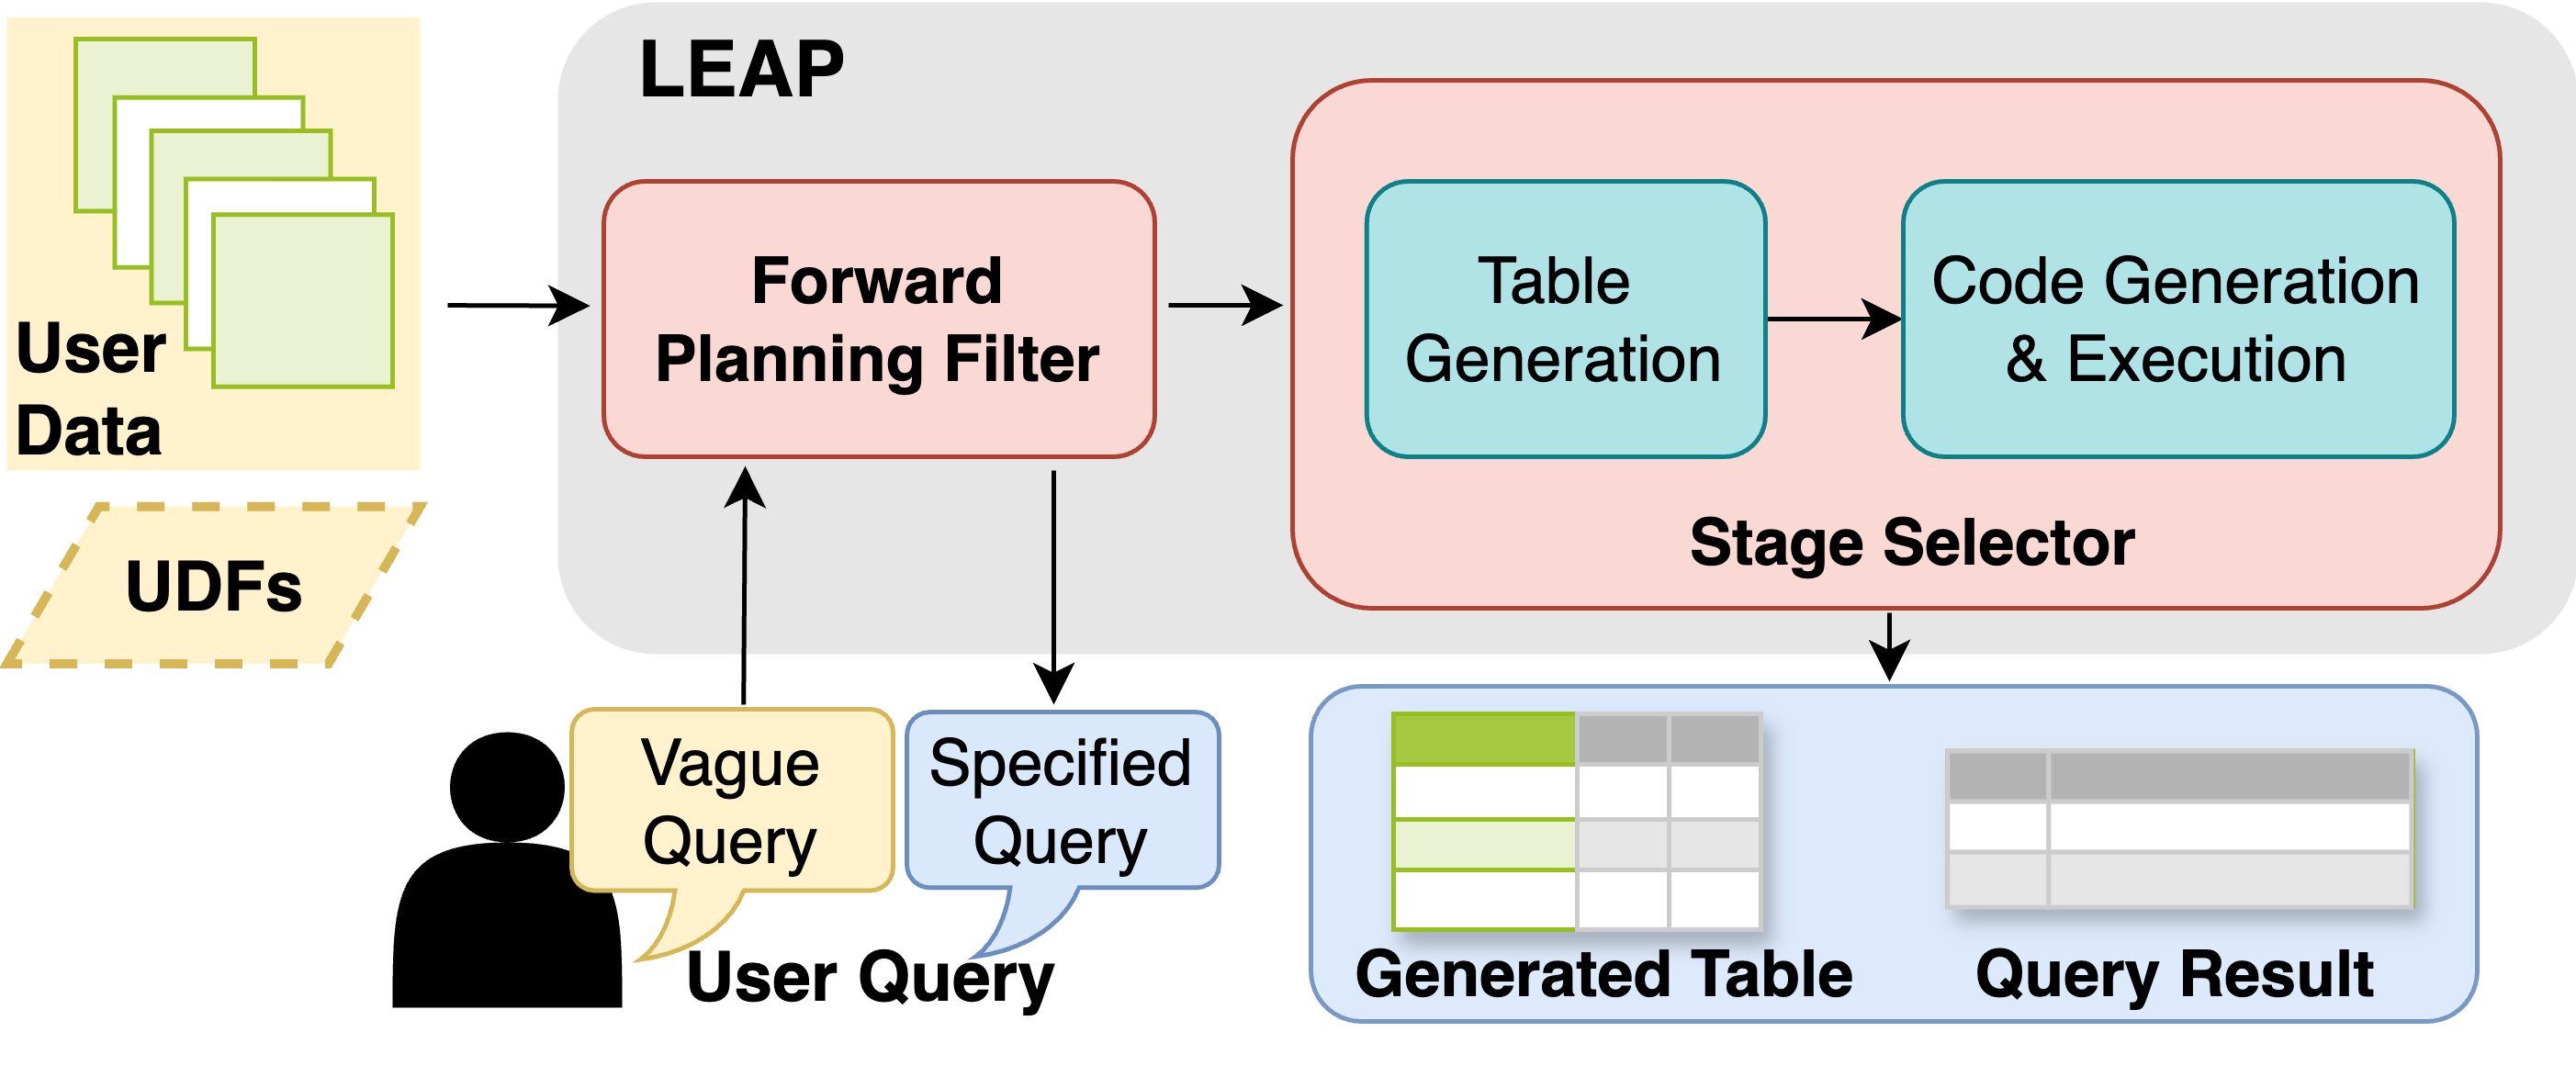 LEAP
User
Data
UDFs
Forward
Planning Filter
Table
Generation
Code Generation
& Execution
Stage Selector
Vague
Query
Specified
Query
User Query
Generated Table
Query Result